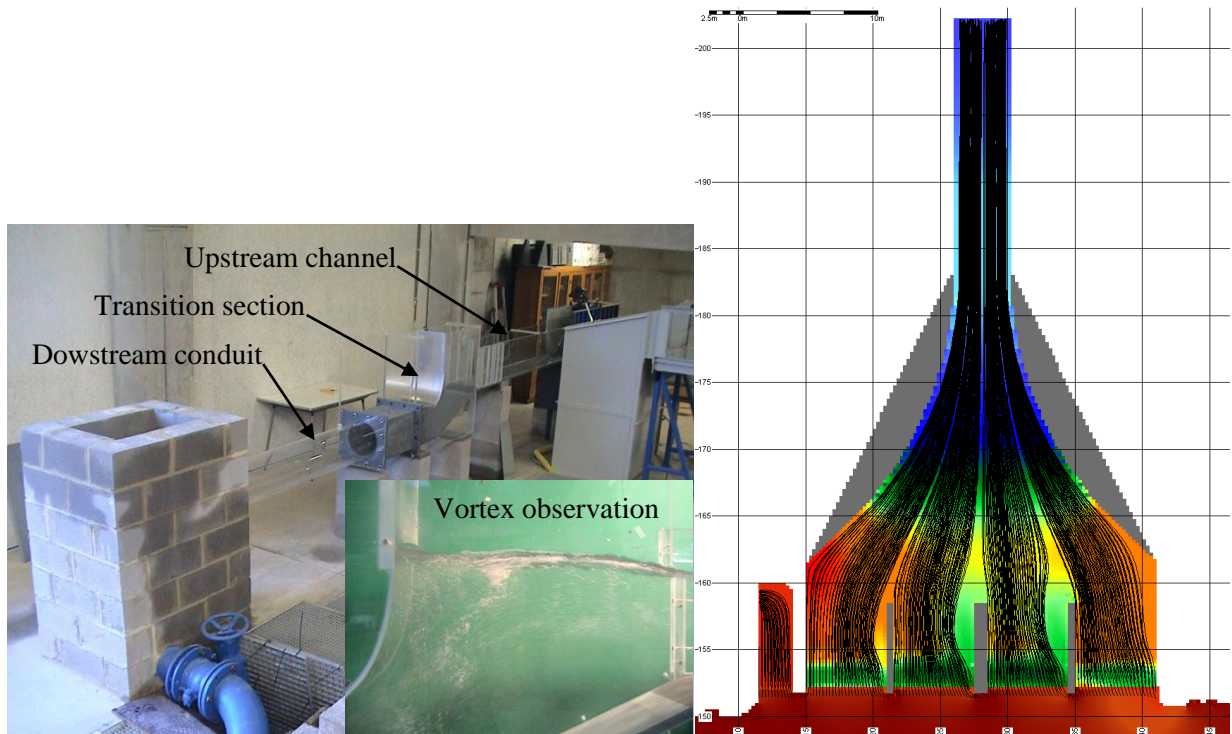 2.5m 0m 10m
-200
-195
-190
-185
-180
-175
-170
-165
-160
-155
-150
Upstream channel
Transition section
Dowstream conduit
Vortex observation